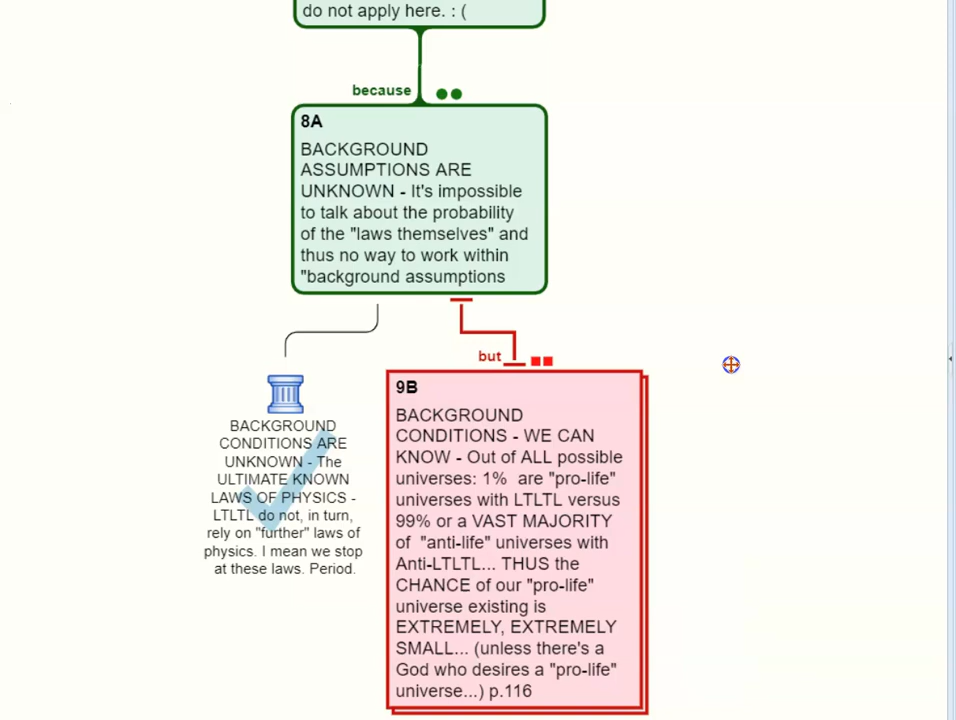 do not apply here. : (
because
8A
BACKGROUND
ASSUMPTIONS ARE
UNKNOWN - It's impossible
to talk about the probability
of the "laws themselves" and
thus no way to work within
"background assumptions
but
BACKGROUND
CONDITIONS ARE
UNKNOWN - The
ULTIMATE KNOWN
LAWS OF PHYSICS -
LTLTL do not, in turn,
rely on "further" laws of
physics. I mean we stop
at these laws. Period.
9B
BACKGROUND
CONDITIONS - WE CAN
KNOW - Out of ALL possible
universes: 1%  are "pro-life"
universes with LTLTL versus
99% or a VAST MAJORITY
of  "anti-life" universes with
Anti-LTLTL... THUS the
CHANCE of our "pro-life"
universe existing is
EXTREMELY, EXTREMELY
SMALL... (unless there's a
God who desires a "pro-life"
universe...) p.116